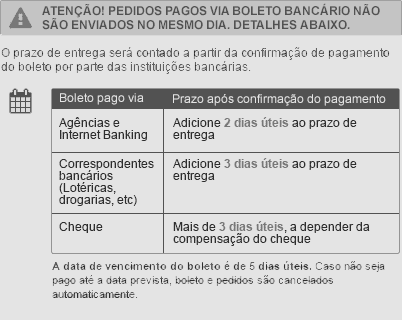 ATENÇÃO! PEDIDOS PAGOS VIA BOLETO BANCÁRIO NÃO
SÃO ENVIADOS NO MESMO DIA. DETALHES ABAIXO.
O prazo de entrega será contado a partir da confirmação de pagamento
do boleto por parte das instituições bancárias.
Boleto pago via
Prazo após confirmação do pagamento
Agências e
Internet Banking
Adicione 2 dias úteis ao prazo de
entrega
Correspondentes
bancários
(Lotéricas,
drogarias, etc)
Adicione 3 dias úteis ao prazo de
entrega
Cheque
Mais de 3 dias úteis, a depender da
compensação do cheque
A data de vencimento do boleto é de 5 dias úteis. Caso não seja
pago até a data prevista, boleto e pedidos são cancelados
automaticamente.